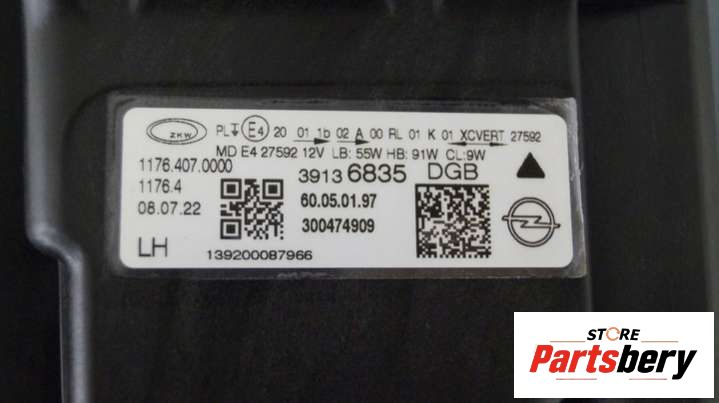 ZKW PL E4 20 01 1b 02 A 00 RL 01 K 01 XCVERT 27592
MD E4 27592 12V LB: 55W HB: 91W CL:9W
1176.407.0000 3913 6835 DGB
1176.4 60.05.01.97
08.07.22 300474909
LH 139200087966
STORE
Partsbery